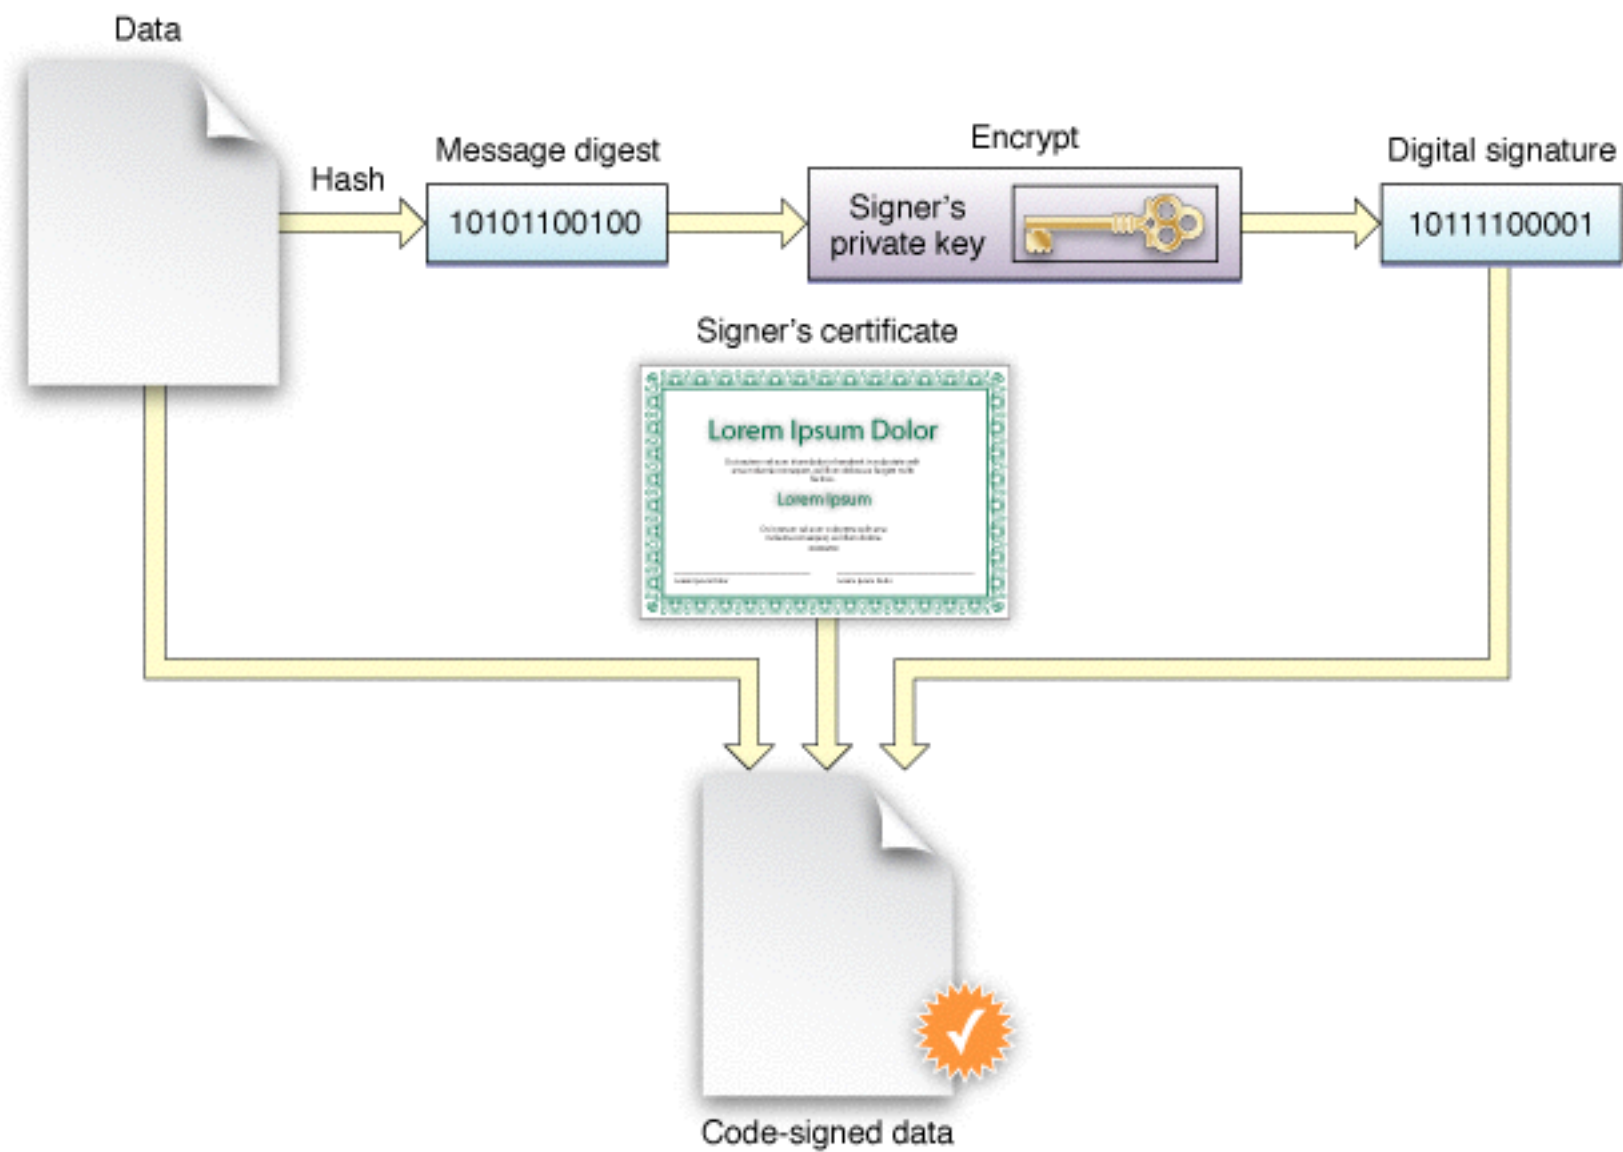 Data
Hash
Message digest
10101100100
Encrypt
Signer's
private key
Digital signature
10111100001
Signer's certificate
Lorem Ipsum Dolor
Lorem Ipsum
Code-signed data